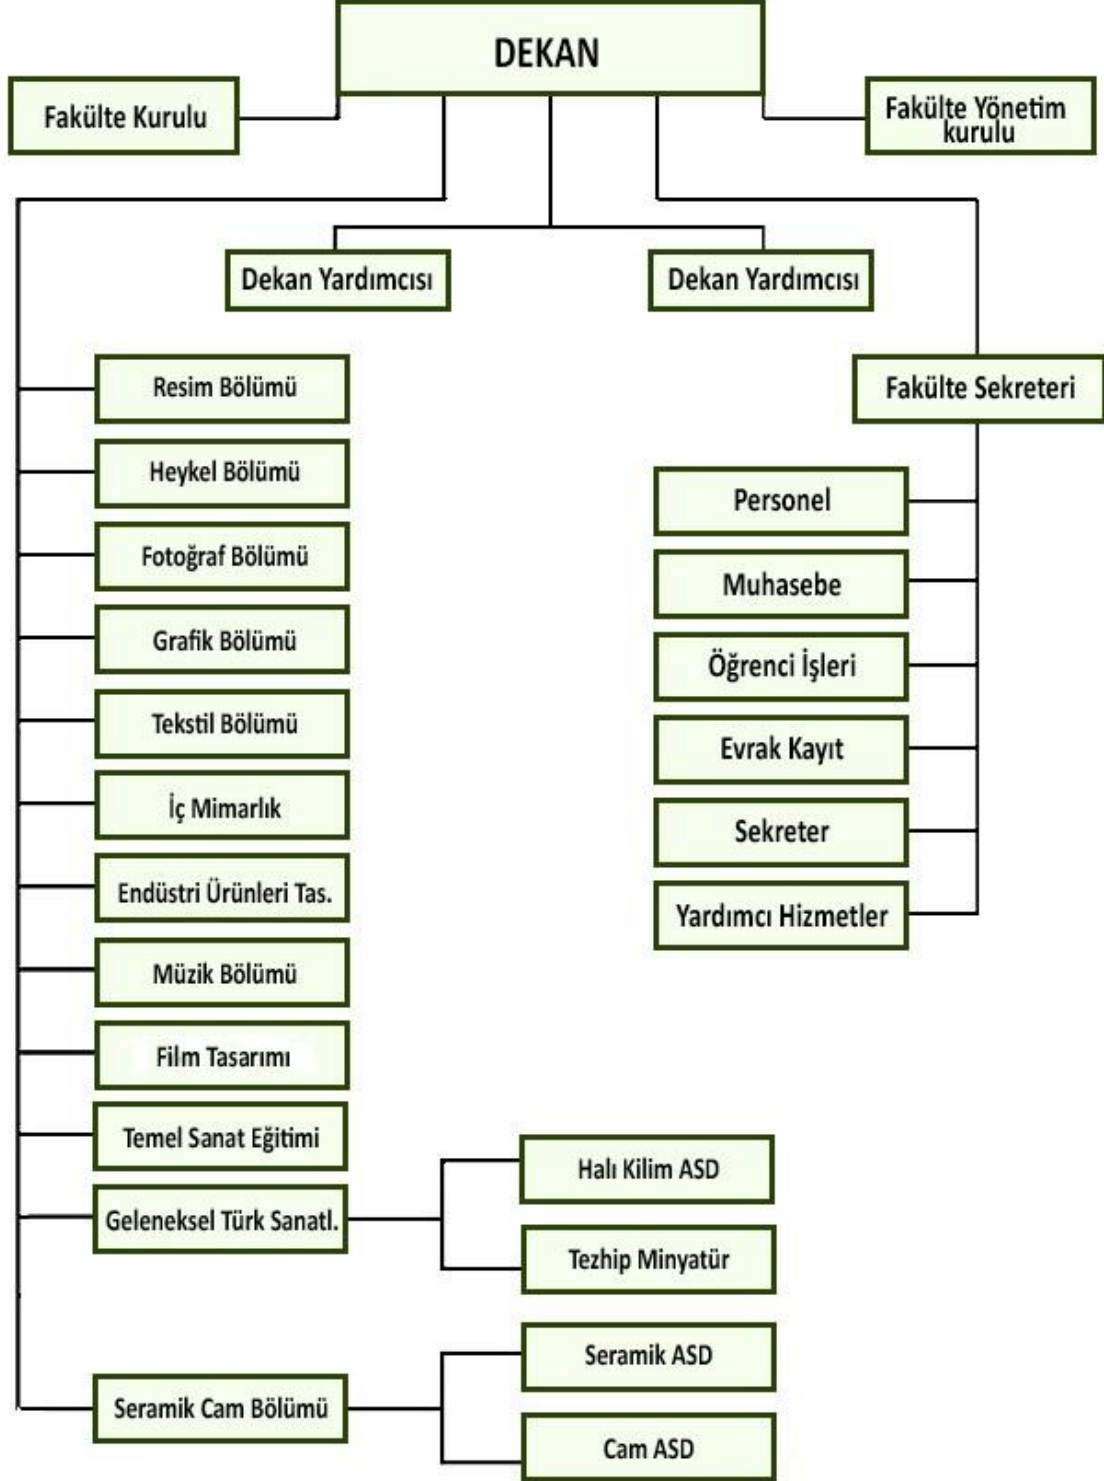 DEKAN
Fakülte Kurulu
Fakülte Yönetim
kurulu
Dekan Yardımcısı
Dekan Yardımcısı
Resim Bölümü
Heykel Bölümü
Fotoğraf Bölümü
Grafik Bölümü
Tekstil Bölümü
İç Mimarlık
Endüstri Ürünleri Tas.
Müzik Bölümü
Film Tasarımı
Temel Sanat Eğitimi
Geleneksel Türk Sanatl.
Halı Kilim ASD
Tezhip Minyatür
Seramik Cam Bölümü
Seramik ASD
Cam ASD
Fakülte Sekreteri
Personel
Muhasebe
Öğrenci İşleri
Evrak Kayıt
Sekreter
Yardımcı Hizmetler